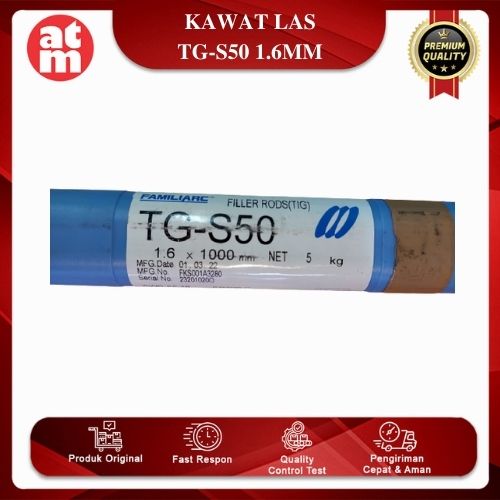 atm
KAWAT LAS
TG-S50 1.6MM
PREMIUM
QUALITY
FAMILIARC
FILLER RODS(TIG)
TG-S50
1.6 x 1000 mm NET 5 kg
MFG.Date 01. 03. 22
MFG.No. FKS001A3280
Serial No. 23201020D
Produk Original
Fast Respon
Quality
Control Test
Pengiriman
Cepat & Aman